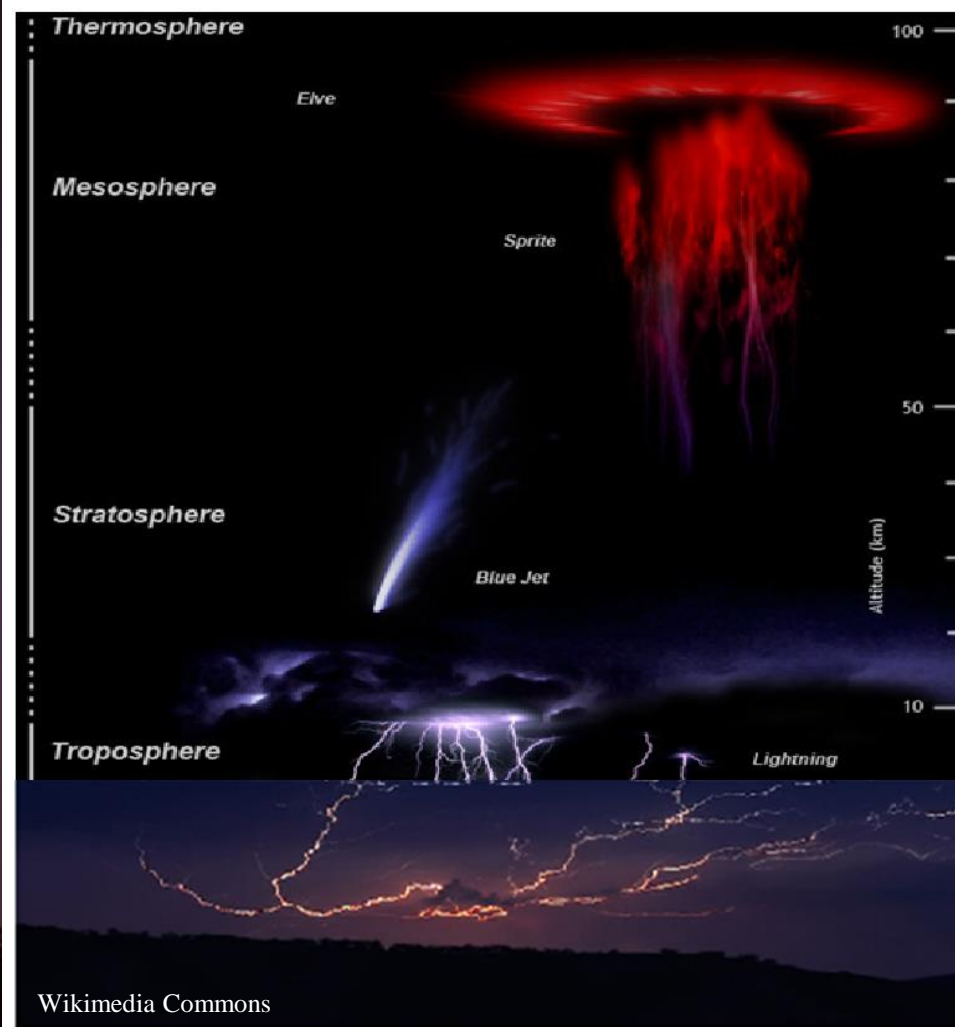 Thermosphere
100
Elve
Mesosphere
Sprite
50
Stratosphere
Altitude (km)
Blue Jet
10
Troposphere
Lightning
Wikimedia Commons